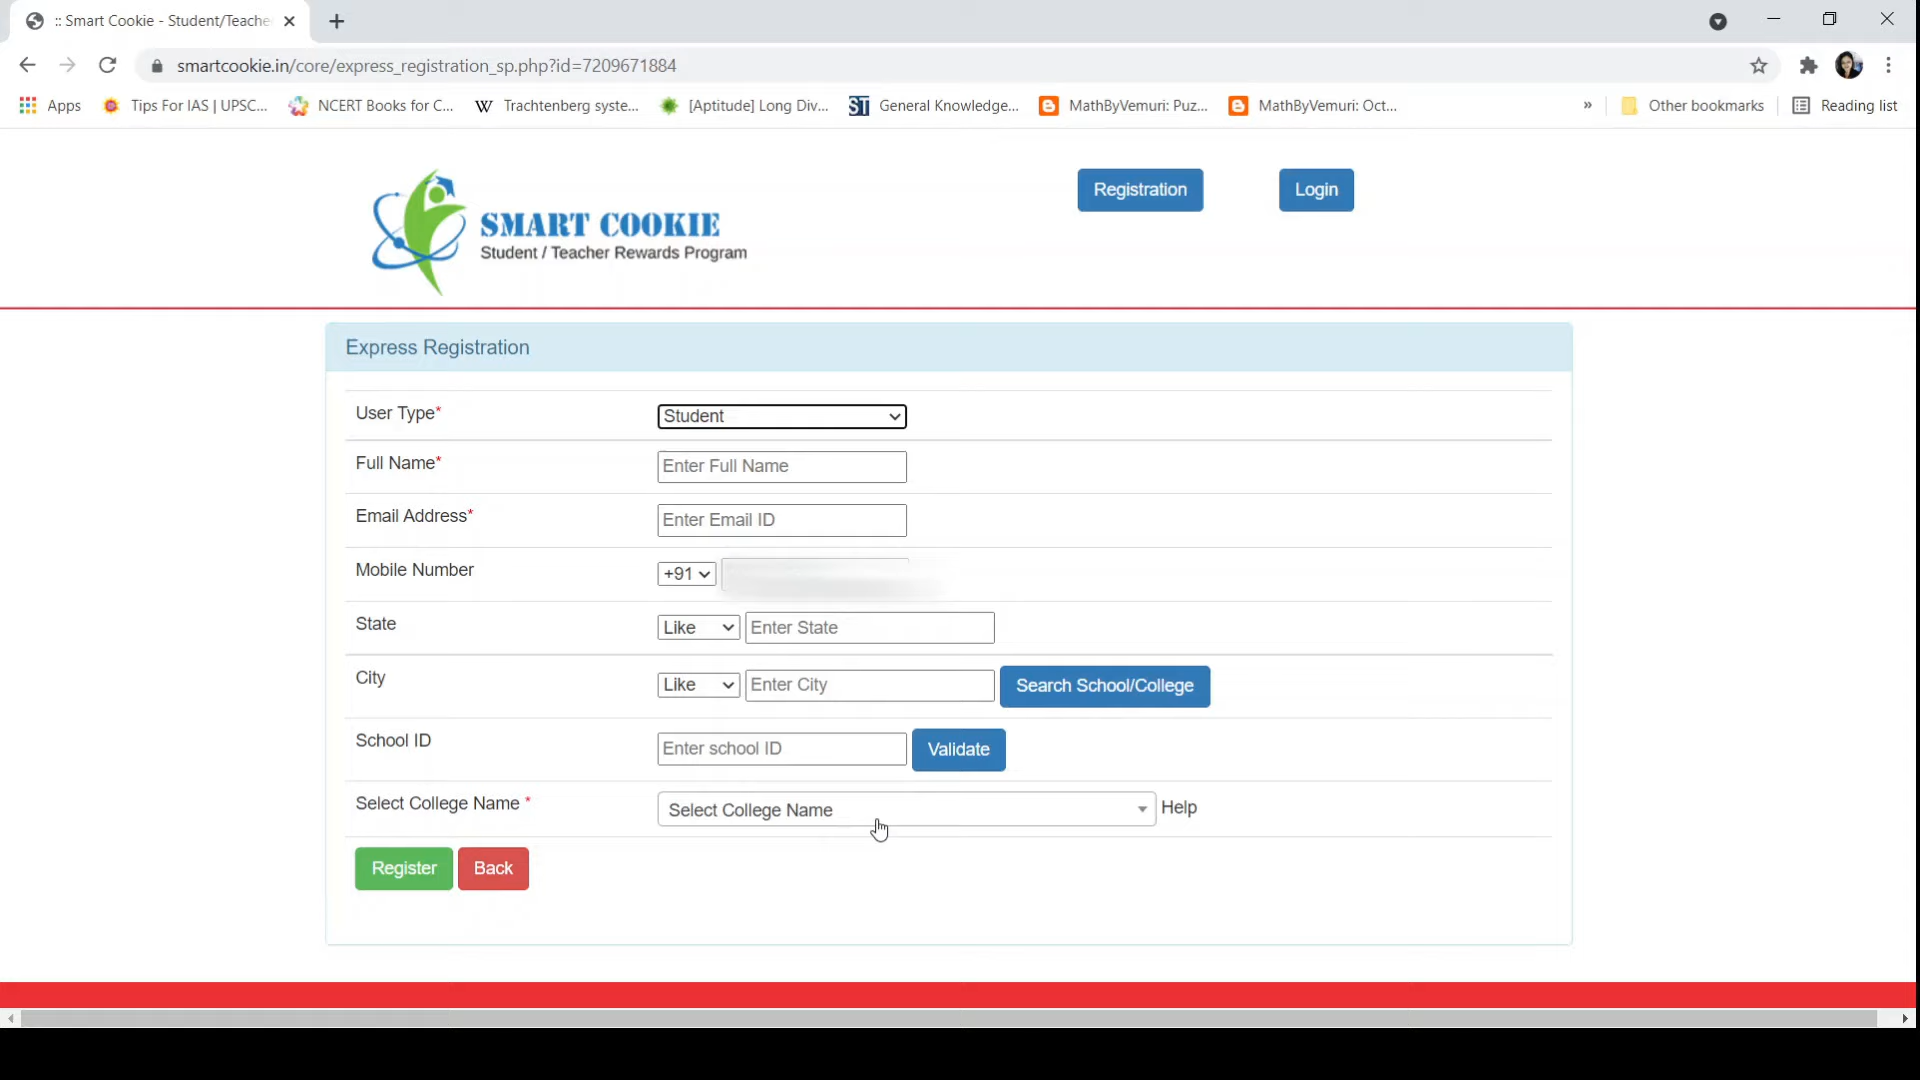 :: Smart Cookie - Student/Teache
smartcookie.in/core/express_registration_sp.php?id=7209671884
Apps Tips For IAS | UPSC... NCERT Books for C... W Trachtenberg syste... [Aptitude] Long Div... ST General Knowledge... MathByVemuri: Puz... MathByVemuri: Oct... » Other bookmarks Reading list
Registration Login
SMART COOKIE
Student / Teacher Rewards Program
Express Registration
User Type* Student
Full Name* Enter Full Name
Email Address* Enter Email ID
Mobile Number +91
State Like Enter State
City Like Enter City Search School/College
School ID Enter school ID Validate
Select College Name * Select College Name Help
Register Back